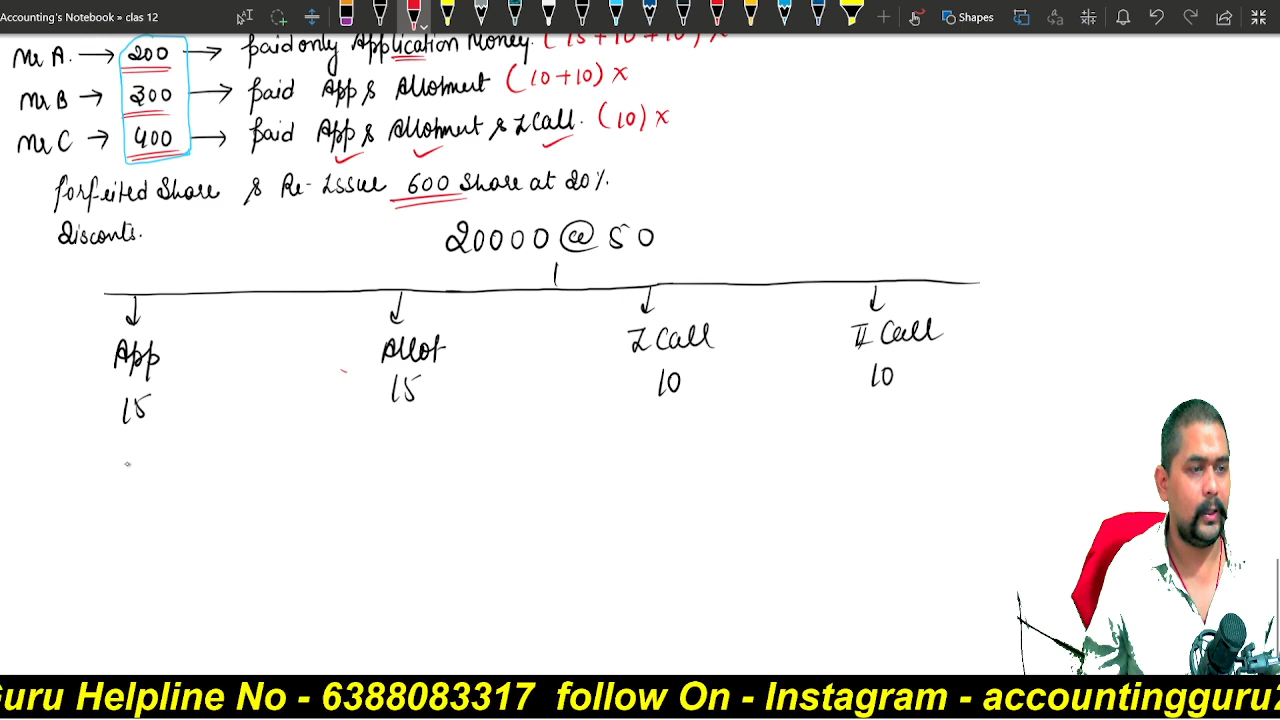 Accounting's Notebook » clas 12
Shapes
Mr A. → 200 → paid only Application Money. (15+10+10) x
Mr B → 300 → paid App & Allotment (10+10) x
Mr C → 400 → paid App & Allotment & I Call. (10) x
forfeited Share & Re-Issue 600 Share at 20%
Disconts.
20000 @ 50
App Allot I Call II Call
15 15 10 10
Guru Helpline No - 6388083317 follow On - Instagram - accountingguru